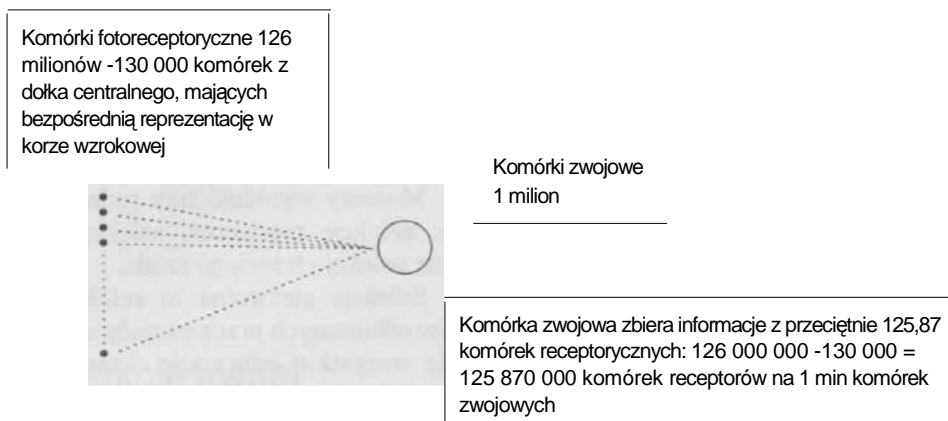 Komórki fotoreceptoryczne 126
milionów -130 000 komórek z
dołka centralnego, mających
bezpośrednią reprezentację w
korze wzrokowej
Komórki zwojowe
1 milion
Komórka zwojowa zbiera informacje z przeciętnie 125,87
komórek receptorycznych: 126 000 000 -130 000 =
125 870 000 komórek receptorów na 1 min komórek
zwojowych